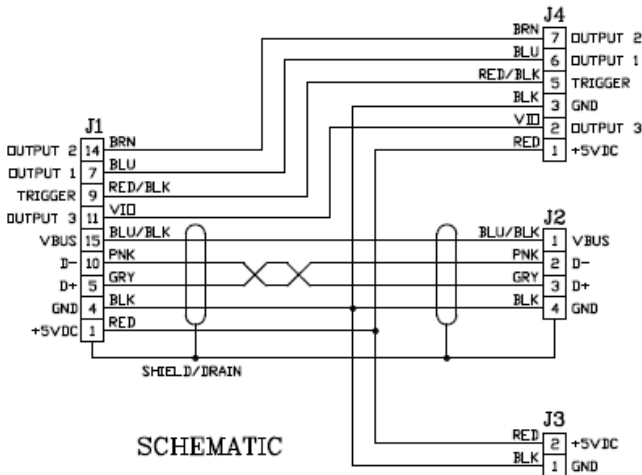 J4
BRN 7 OUTPUT 2
BLU 6 OUTPUT 1
RED/BLK 5 TRIGGER
BLK 3 GND
VIO 2 OUTPUT 3
RED 1 +5VDC
J1
OUTPUT 2 14 BRN
OUTPUT 1 7 BLU
TRIGGER 9 RED/BLK
OUTPUT 3 11 VIO
VBUS 15 BLU/BLK
D- 10 PNK
D+ 5 GRY
GND 4 BLK
+5VDC 1 RED
J2
BLU/BLK 1 VBUS
PNK 2 D-
GRY 3 D+
BLK 4 GND
SHIELD/DRAIN
SCHEMATIC
J3
RED 2 +5VDC
BLK 1 GND